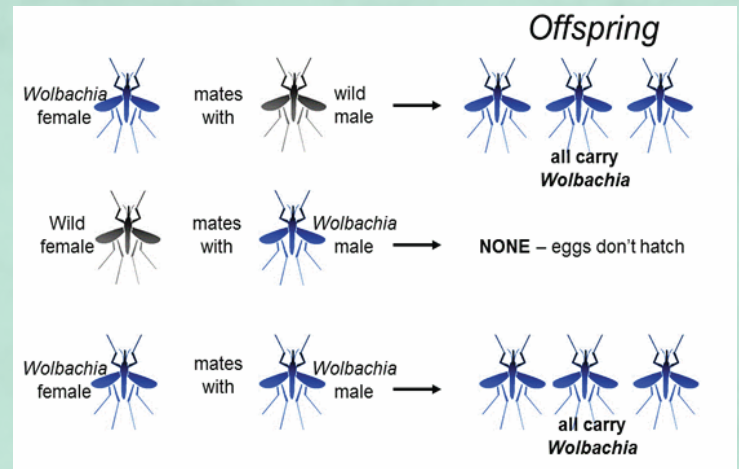 Offspring
Wolbachia
female
mates
with
wild
male
all carry
Wolbachia
Wild
female
mates
with
Wolbachia
male
NONE – eggs don't hatch
Wolbachia
female
mates
with
Wolbachia
male
all carry
Wolbachia